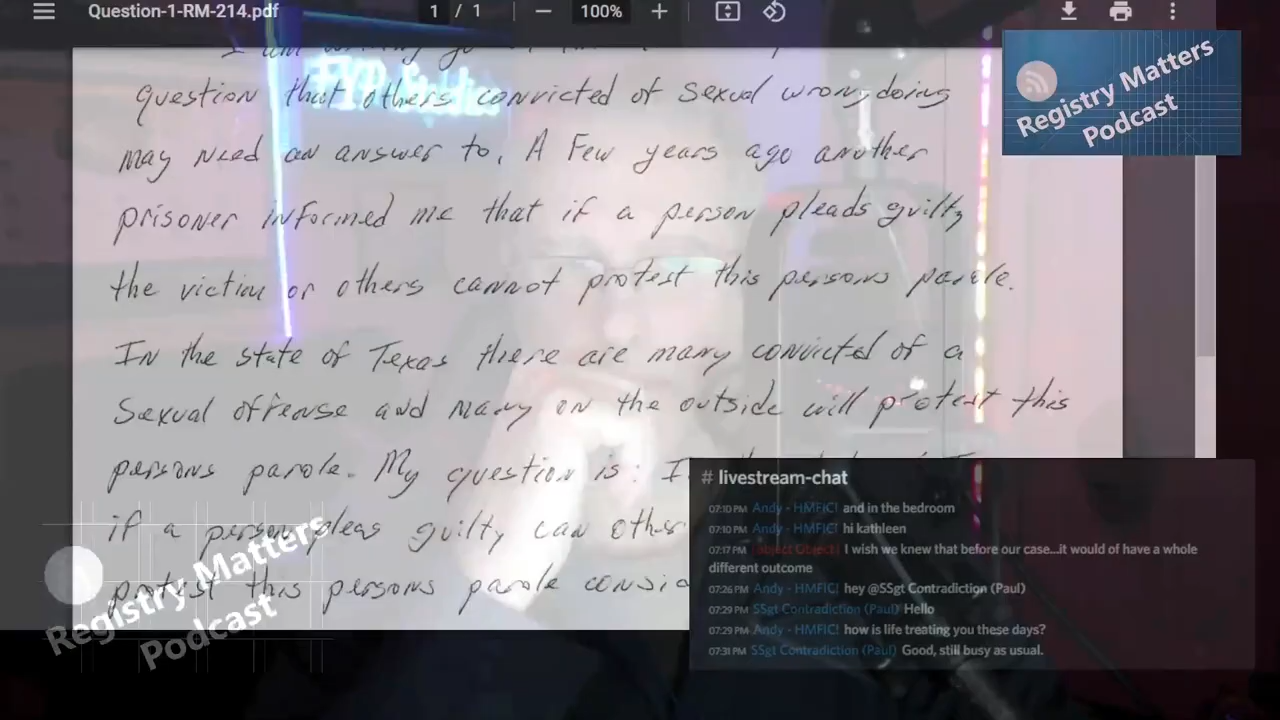 Question-1-RM-214.pdf
1 / 1
100%
question that others convicted of sexual wrongdoing
may need an answer to. A few years ago another
prisoner informed me that if a person pleads guilty
the victim or others cannot protest this persons parole.
In the state of Texas there are many convicted of a
sexual offense and many on the outside will protest this
persons parole. My question is:
if a person pleas guilty can other
protest this persons parole
Registry Matters
Podcast
# livestream-chat
07:10 PM Andy - HMFIC! and in the bedroom
07:10 PM Andy - HMFIC! hi kathleen
07:17 PM [object Object] I wish we knew that before our case...it would of have a whole
different outcome
07:26 PM Andy - HMFIC! hey @SSgt Contradiction (Paul)
07:29 PM SSgt Contradiction (Paul) Hello
07:29 PM Andy - HMFIC! how is life treating you these days?
07:31 PM SSgt Contradiction (Paul) Good, still busy as usual.
Registry Matters
Podcast